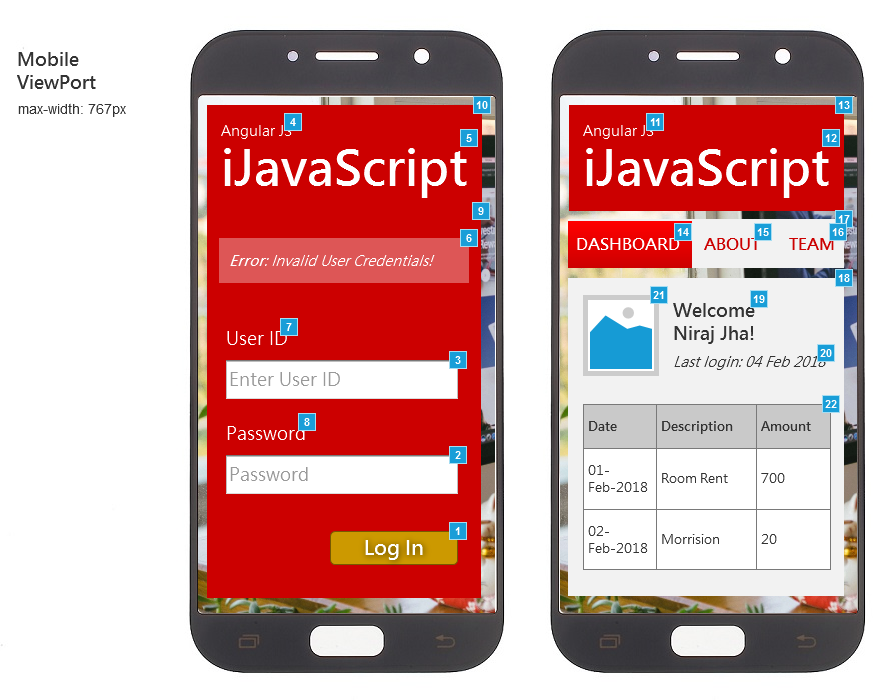 Mobile
ViewPort
max-width: 767px
10
4
Angular JS
5
iJavaScript
9
6
Error: Invalid User Credentials!
7
User ID
3
Enter User ID
8
Password
2
Password
1
Log In
13
11
Angular JS
12
iJavaScript
17
14
15
16
DASHBOARD
ABOUT
TEAM
18
21
19
Welcome
Niraj Jha!
20
Last login: 04 Feb 2018
22
Date Description Amount
01-
Feb-2018 Room Rent 700
02-
Feb-2018 Morrision 20